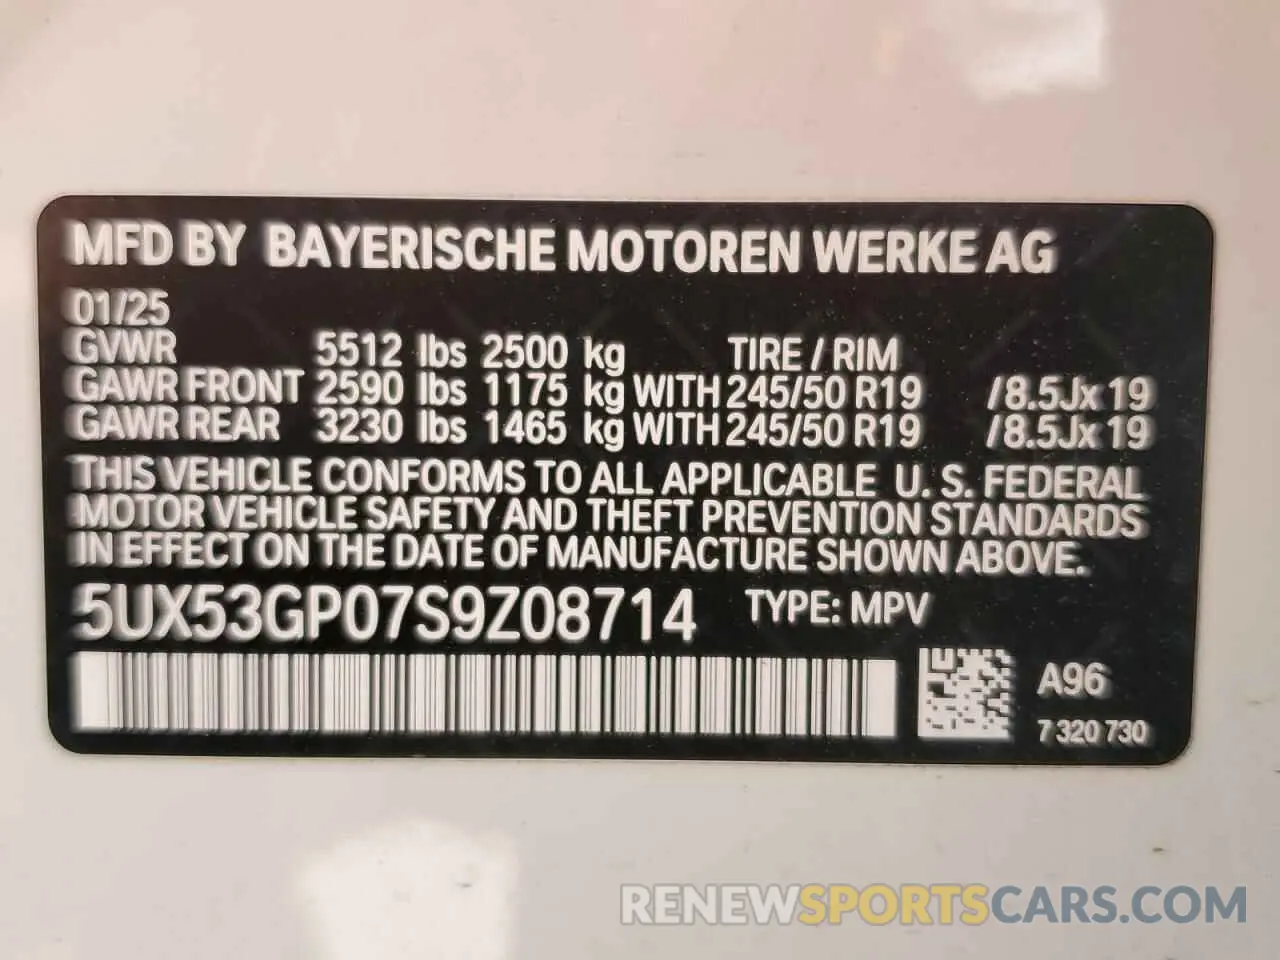 MFD BY BAYERISCHE MOTOREN WERKE AG
01/25
GVWR 5512 lbs 2500 kg TIRE / RIM
GAWR FRONT 2590 lbs 1175 kg WITH 245/50 R19 /8.5Jx19
GAWR REAR 3230 lbs 1465 kg WITH 245/50 R19 /8.5Jx19
THIS VEHICLE CONFORMS TO ALL APPLICABLE U. S. FEDERAL
MOTOR VEHICLE SAFETY AND THEFT PREVENTION STANDARDS
IN EFFECT ON THE DATE OF MANUFACTURE SHOWN ABOVE.
5UX53GP07S9Z08714 TYPE: MPV
A96
7 320 730
RENEWSPORTSCARS.COM